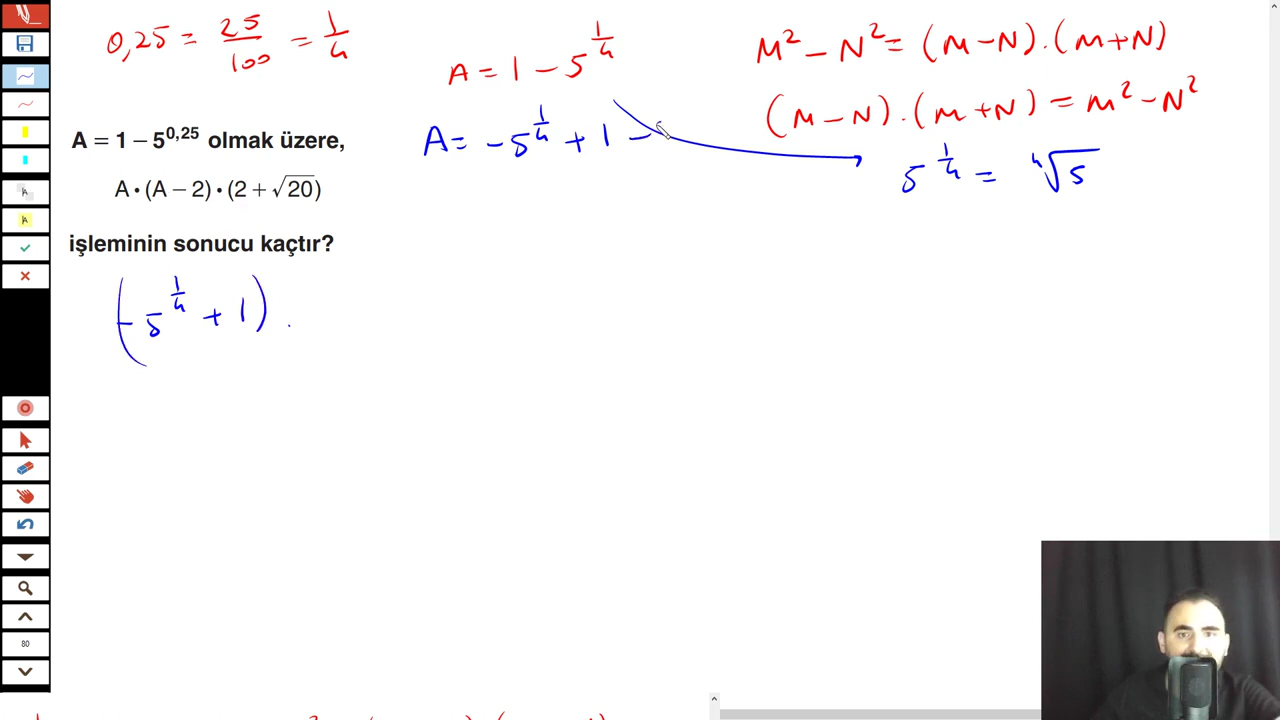 0,25 = 25/100 = 1/4
A = 1 − 5^(1/4)
M² − N² = (M−N).(M+N)
(M−N).(M+N) = M² − N²
A = −5^(1/4) + 1 −
5^(1/4) = ⁴√5
A = 1 − 5^0,25 olmak üzere,
A • (A − 2) • (2 + √20)
işleminin sonucu kaçtır?
(−5^(1/4) + 1) .
80